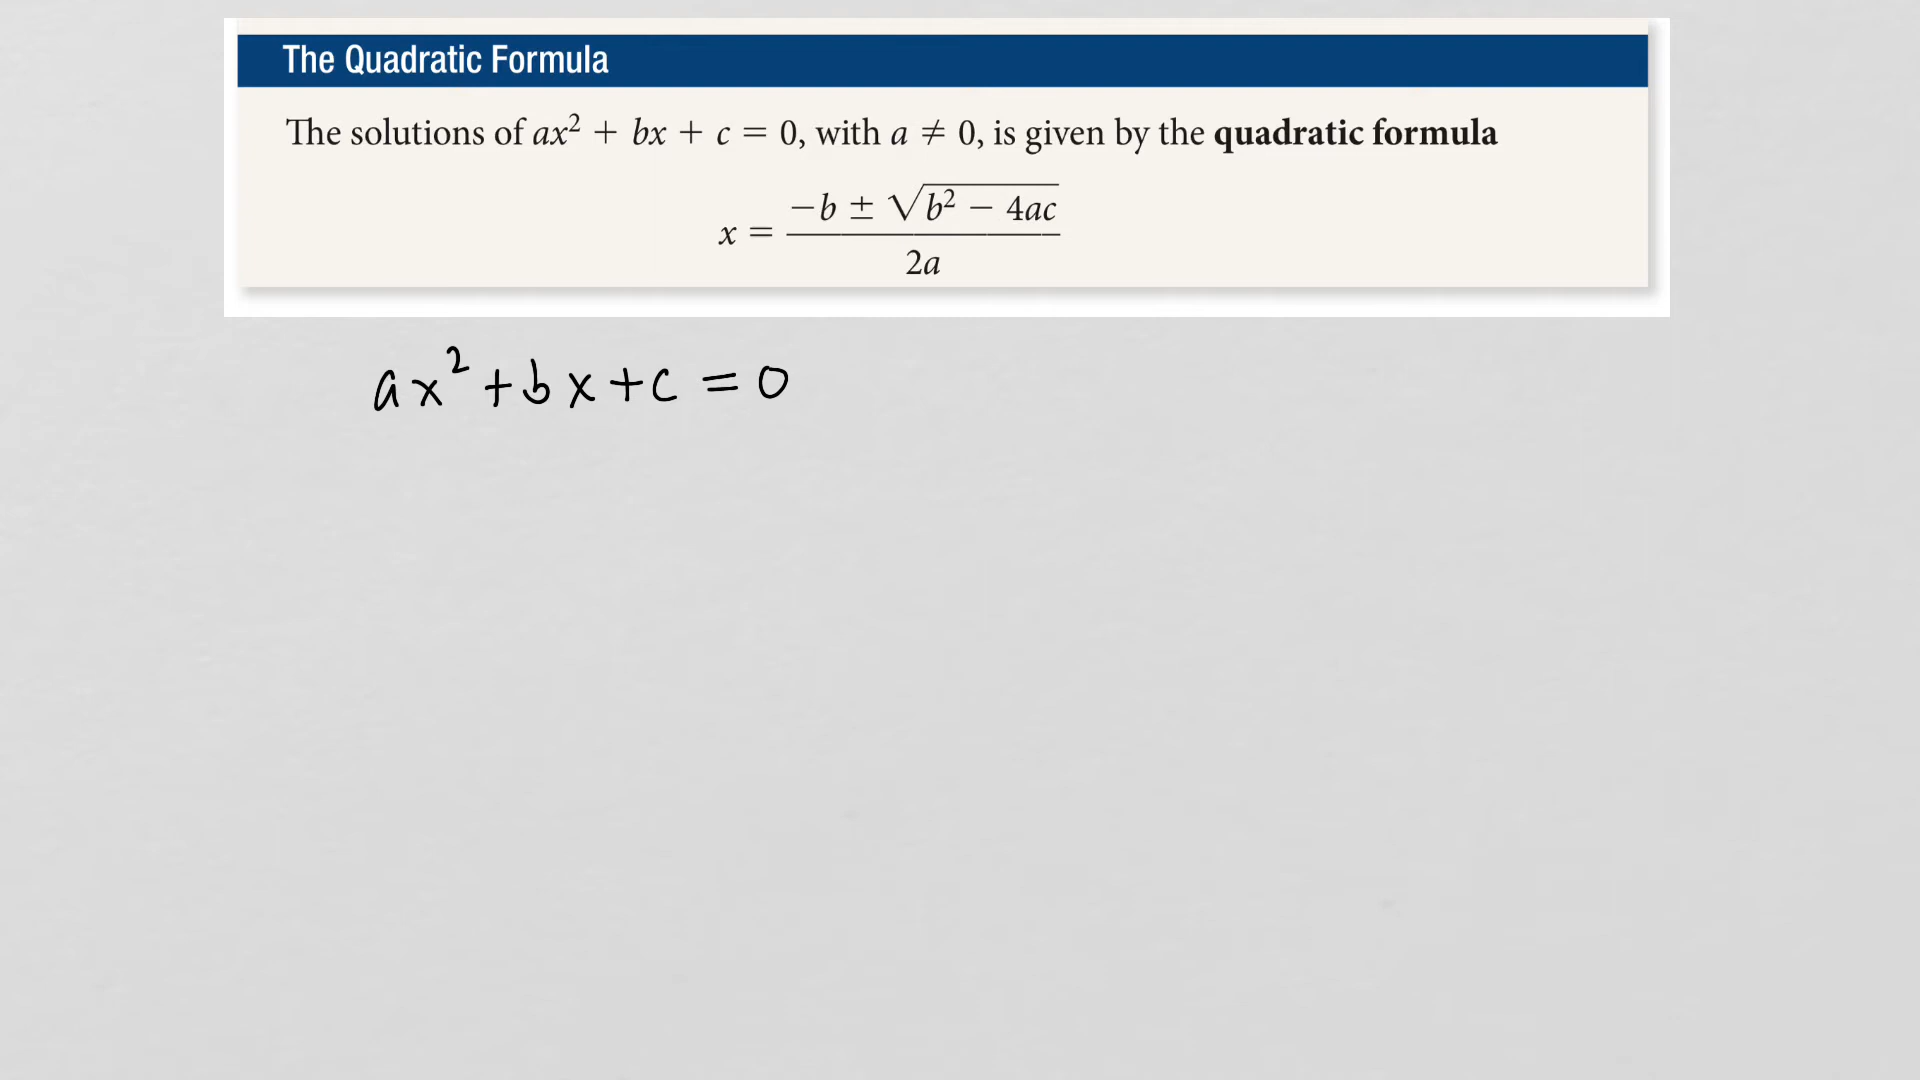 The Quadratic Formula
The solutions of ax² + bx + c = 0, with a ≠ 0, is given by the quadratic formula
x = (−b ± √(b² − 4ac)) / 2a
ax² + bx + c = 0